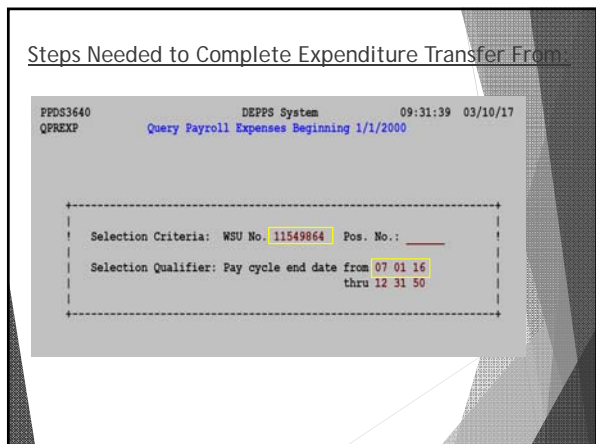 Steps Needed to Complete Expenditure Transfer From:
PPDS3640 DEPPS System 09:31:39 03/10/17
QPREXP Query Payroll Expenses Beginning 1/1/2000
Selection Criteria: WSU No. 11549864 Pos. No.: ______
Selection Qualifier: Pay cycle end date from 07 01 16
thru 12 31 50